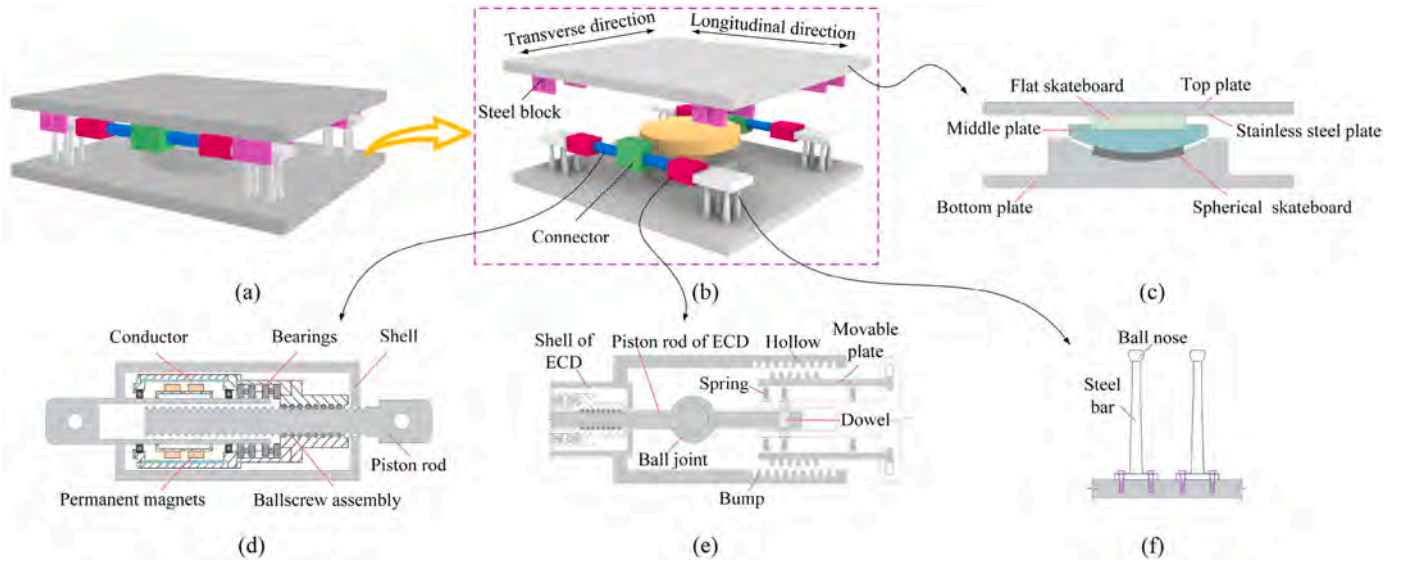 Transverse direction
Longitudinal direction
Steel block
Connector
Flat skateboard
Top plate
Middle plate
Stainless steel plate
Bottom plate
Spherical skateboard
(a)
(b)
(c)
Conductor
Bearings
Shell
Permanent magnets
Ballscrew assembly
Piston rod
Shell of
ECD
Piston rod of ECD
Hollow
Movable
plate
Spring
Dowel
Ball joint
Bump
Ball nose
Steel
bar
(d)
(e)
(f)